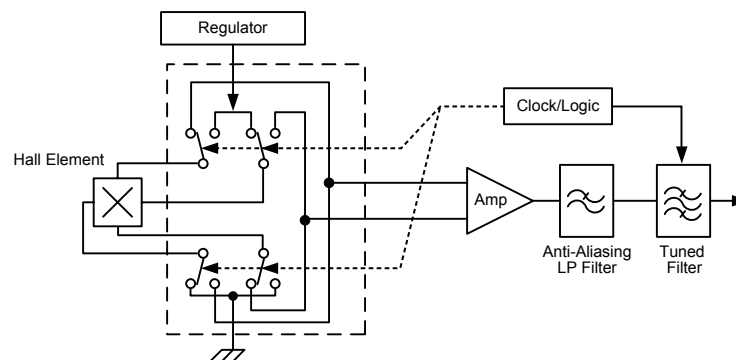 Regulator
Clock/Logic
Hall Element
Amp
Anti-Aliasing
LP Filter
Tuned
Filter